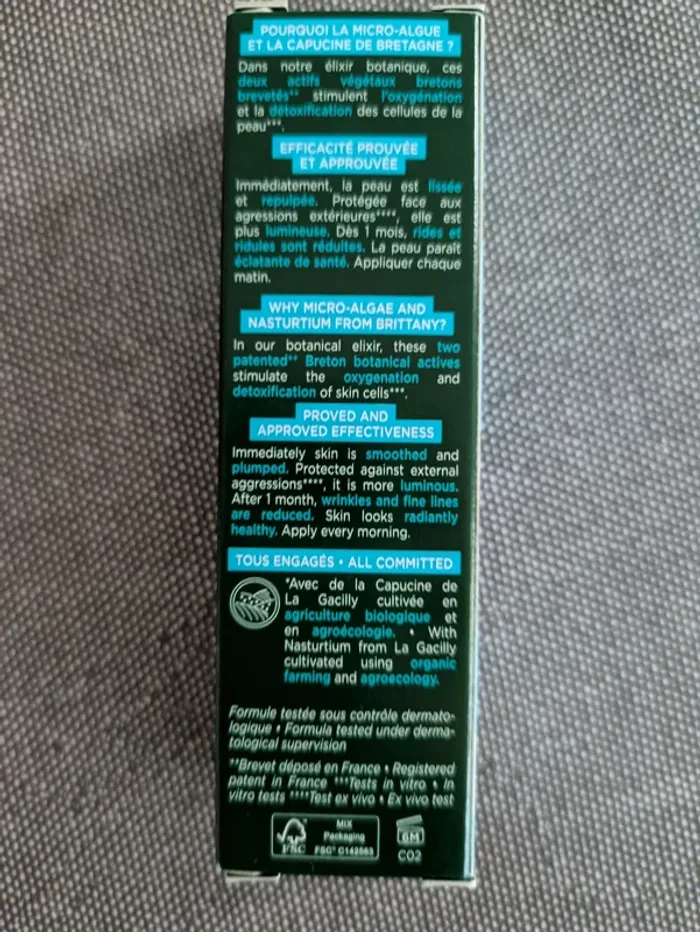 POURQUOI LA MICRO-ALGUE
ET LA CAPUCINE DE BRETAGNE ?
Dans notre élixir botanique, ces
deux actifs végétaux bretons
brevetés** stimulent l'oxygénation
et la détoxification des cellules de la
peau***.
EFFICACITÉ PROUVÉE
ET APPROUVÉE
Immédiatement, la peau est lissée
et repulpée. Protégée face aux
agressions extérieures****, elle est
plus lumineuse. Dès 1 mois, rides et
ridules sont réduites. La peau paraît
éclatante de santé. Appliquer chaque
matin.
WHY MICRO-ALGAE AND
NASTURTIUM FROM BRITTANY?
In our botanical elixir, these two
patented** Breton botanical actives
stimulate the oxygenation and
detoxification of skin cells***.
PROVED AND
APPROVED EFFECTIVENESS
Immediately skin is smoothed and
plumped. Protected against external
aggressions****, it is more luminous.
After 1 month, wrinkles and fine lines
are reduced. Skin looks radiantly
healthy. Apply every morning.
TOUS ENGAGÉS • ALL COMMITTED
*Avec de la Capucine de
La Gacilly cultivée en
agriculture biologique et
en agroécologie. • With
Nasturtium from La Gacilly
cultivated using organic
farming and agroecology.
Formule testée sous contrôle dermato-
logique • Formula tested under derma-
tological supervision
**Brevet déposé en France • Registered
patent in France ***Tests in vitro • In
vitro tests ****Test ex vivo • Ex vivo test
MIX
Packaging
FSC FSC® C142563
6M
C02